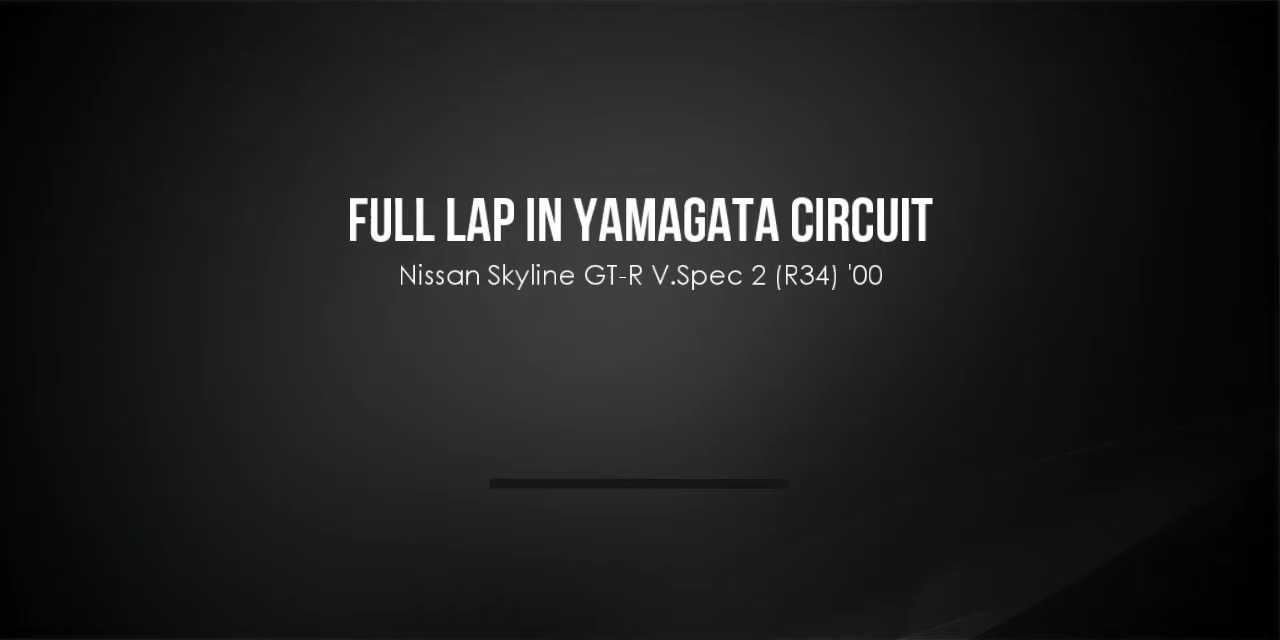 FULL LAP IN YAMAGATA CIRCUIT
Nissan Skyline GT-R V.Spec 2 (R34) '00